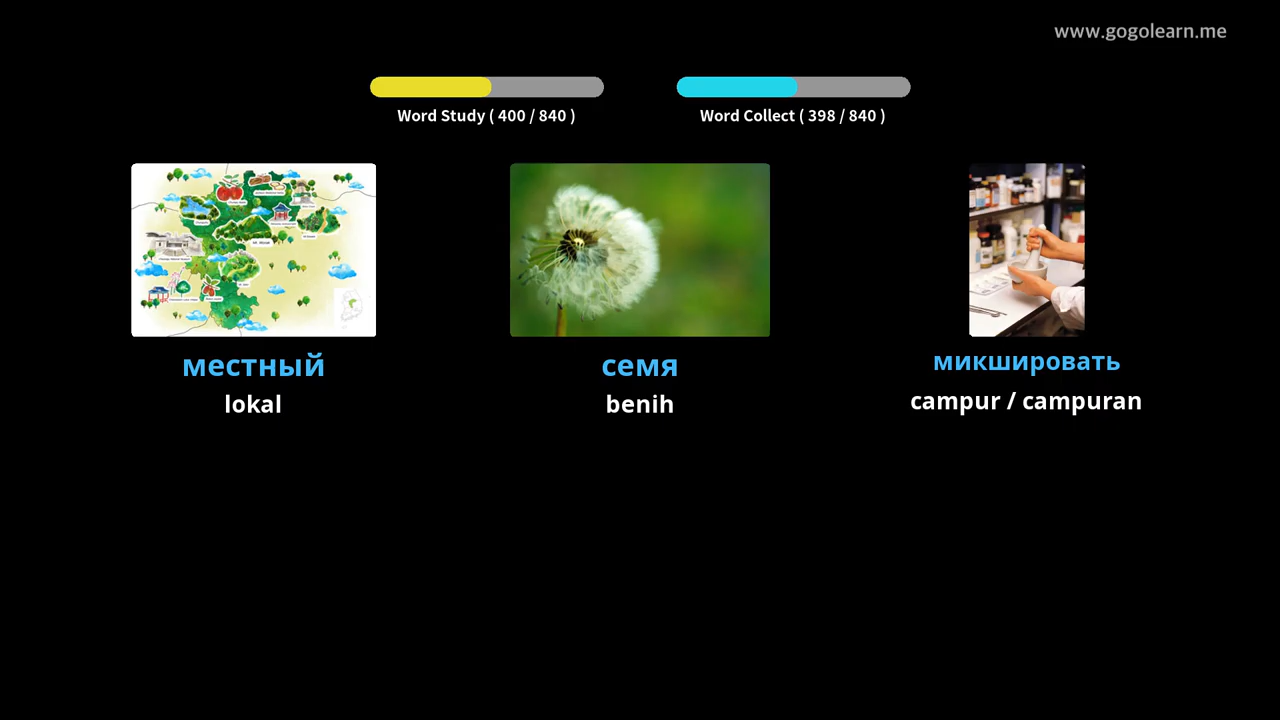 www.gogolearn.me
Word Study ( 400 / 840 )
Word Collect ( 398 / 840 )
местный
семя
микшировать
lokal
benih
campur / campuran